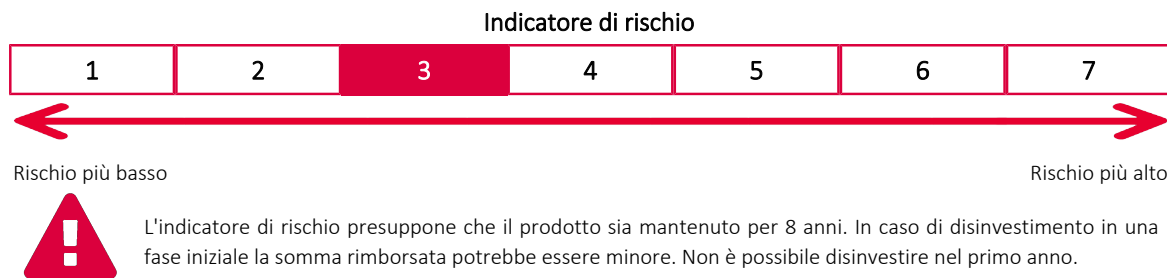 Indicatore di rischio
1 2 3 4 5 6 7
Rischio più basso Rischio più alto
L'indicatore di rischio presuppone che il prodotto sia mantenuto per 8 anni. In caso di disinvestimento in una
fase iniziale la somma rimborsata potrebbe essere minore. Non è possibile disinvestire nel primo anno.